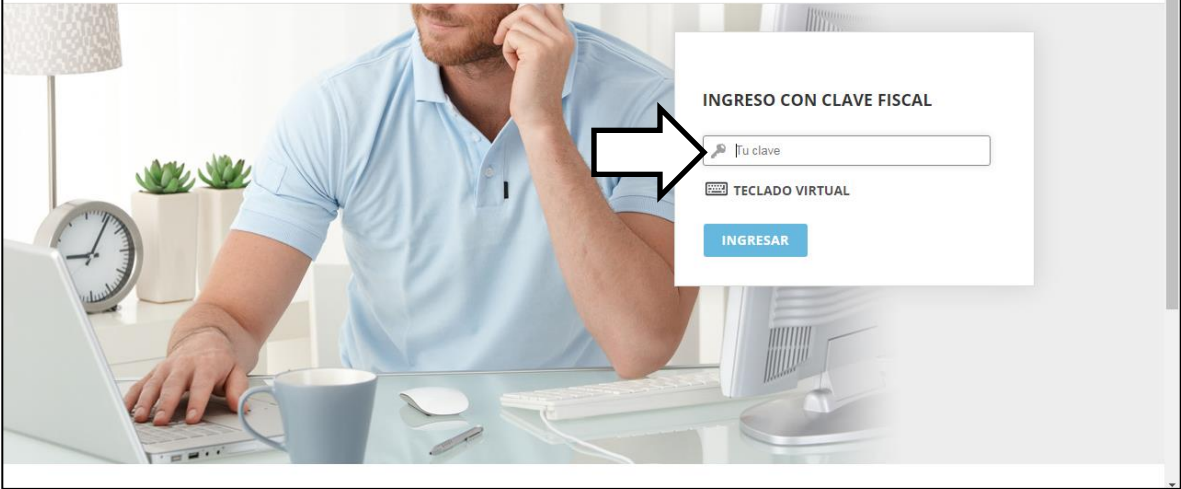 INGRESO CON CLAVE FISCAL
Tu clave
TECLADO VIRTUAL
INGRESAR